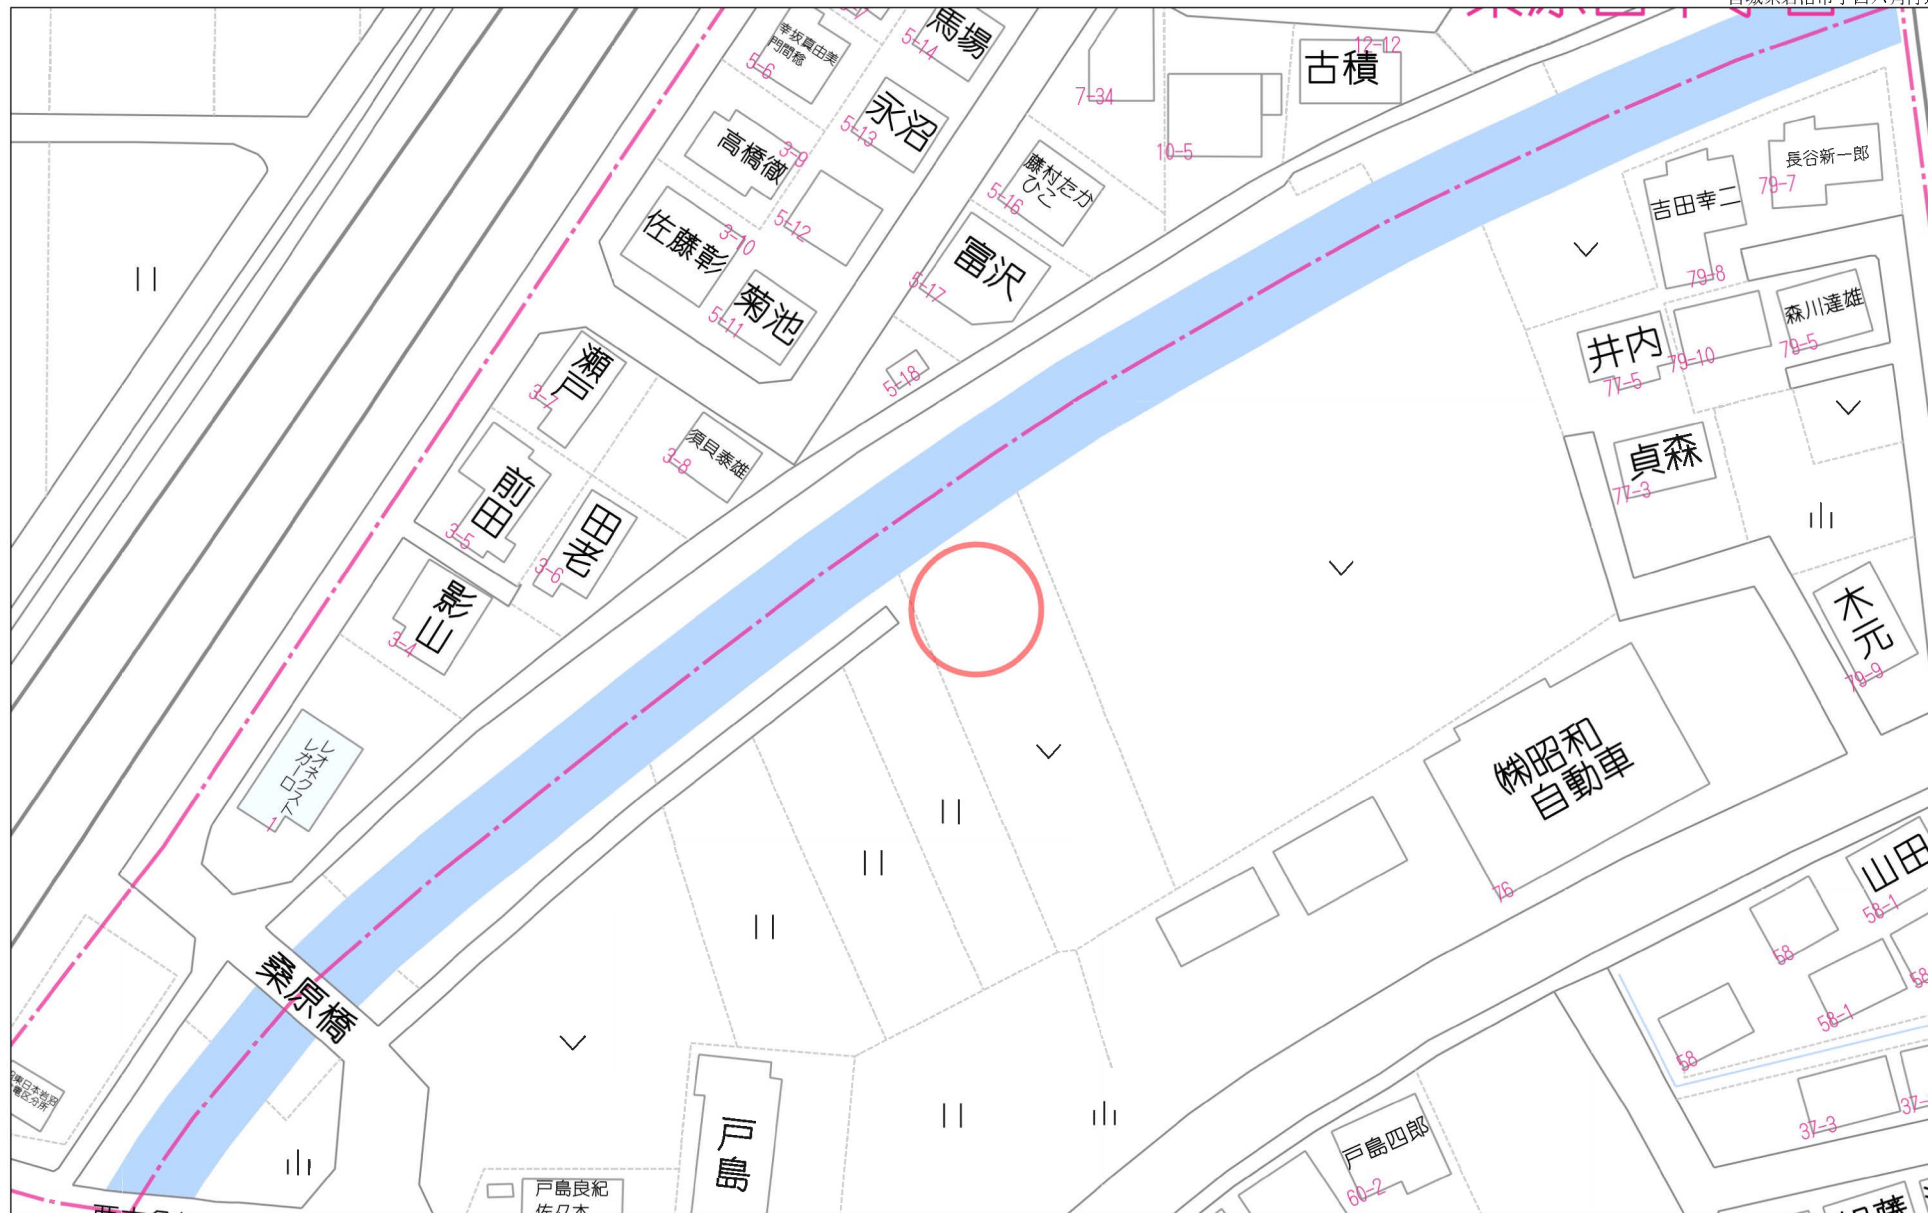 馬場
5-14
幸坂真由美
門間稔
5-6
古積
12-12
7-34
永沼
5-13
10-5
高橋徹
3-9
藤村たか
ひこ
5-16
長谷新一郎
79-7
吉田幸二
79-8
佐藤彰
3-10
5-12
富沢
5-17
菊池
5-11
森川達雄
79-5
井内
77-5
79-10
瀬戸
3-7
5-18
須貝泰雄
3-8
貞森
77-3
前田
3-5
田老
3-6
影山
3-4
木元
79-9
レオネクスト
レガーロ
1
㈱昭和
自動車
76
山田
58-1
58
桑原橋
58-1
58
58
37-3
37-
戸島
戸島四郎
60-2
戸島良紀